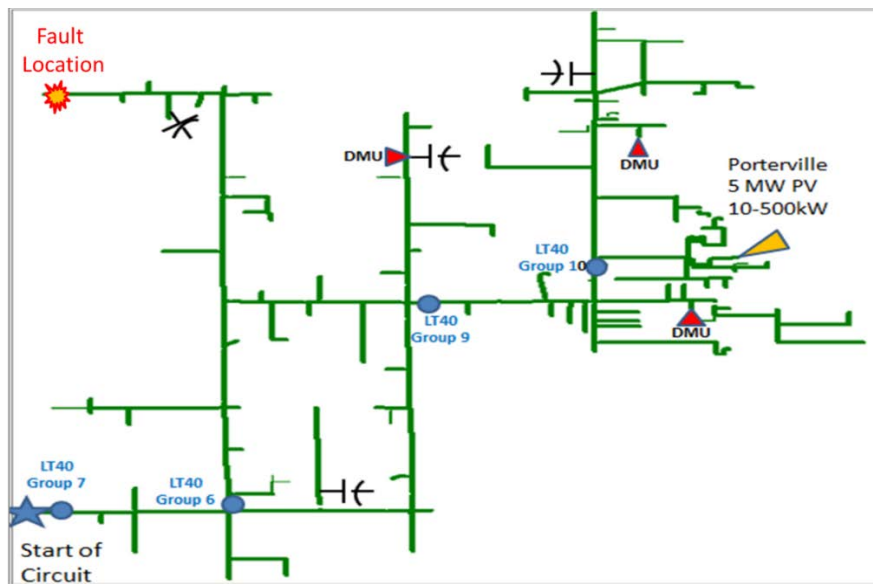 Fault
Location
DMU
DMU
Porterville
5 MW PV
10-500kW
LT40
Group 10
LT40
Group 9
DMU
LT40
Group 7
LT40
Group 6
Start of
Circuit